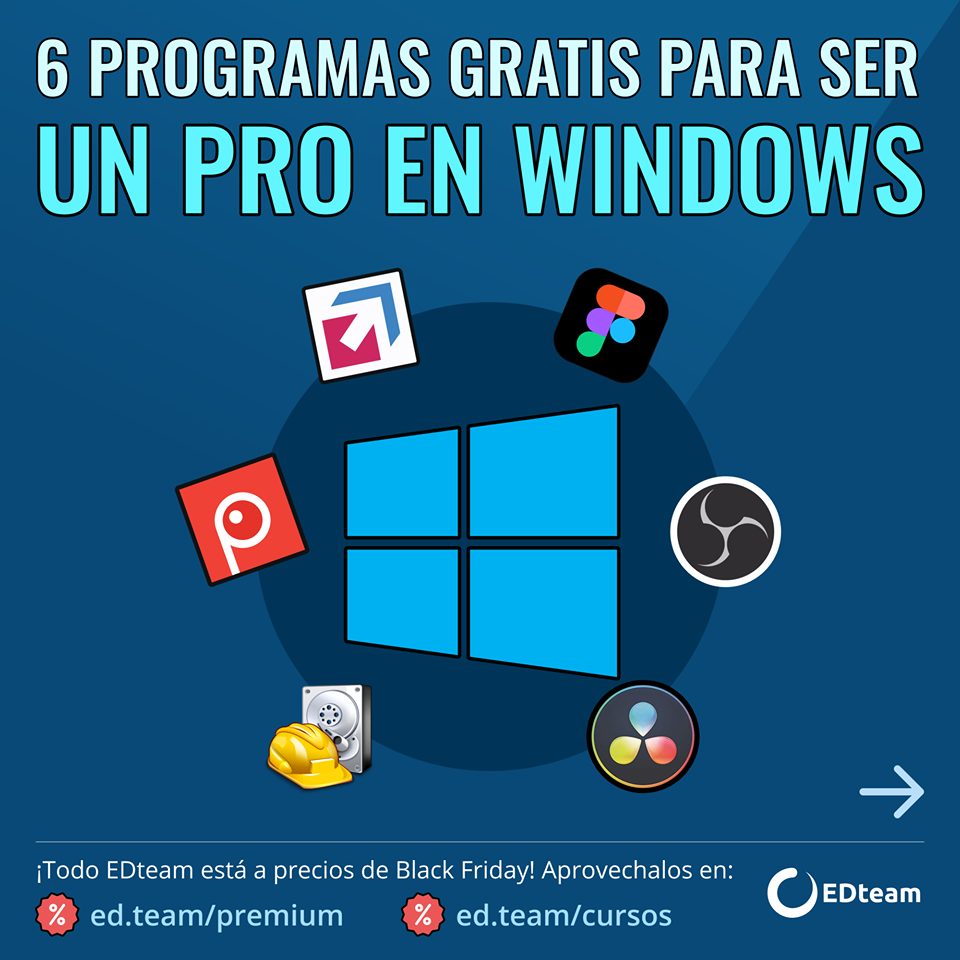 6 PROGRAMAS GRATIS PARA SER
UN PRO EN WINDOWS
¡Todo EDteam está a precios de Black Friday! Aprovechalos en:
% ed.team/premium
% ed.team/cursos
EDteam